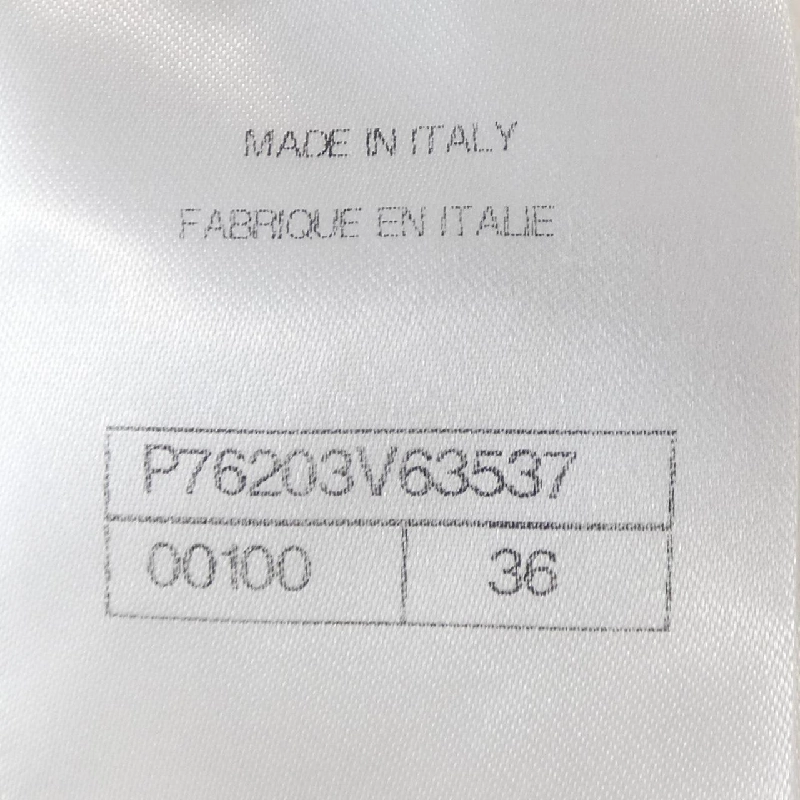 MADE IN ITALY
FABRIQUE EN ITALIE
P76203V63537
00100 36